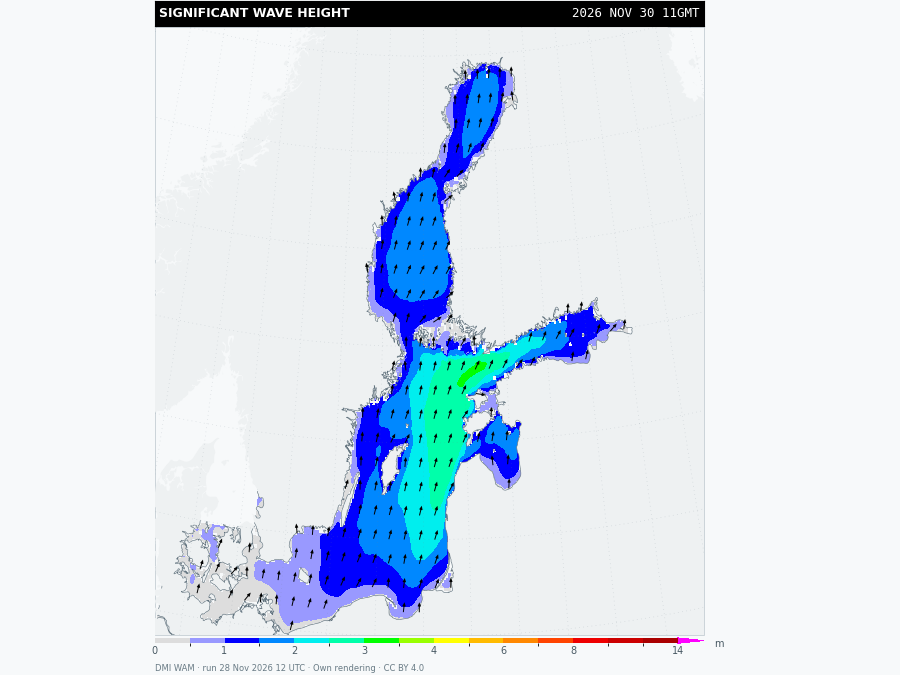 SIGNIFICANT WAVE HEIGHT 2026 NOV 30 11GMT
0 1 2 3 4 6 8 14 m
DMI WAM · run 28 Nov 2026 12 UTC · Own rendering · CC BY 4.0